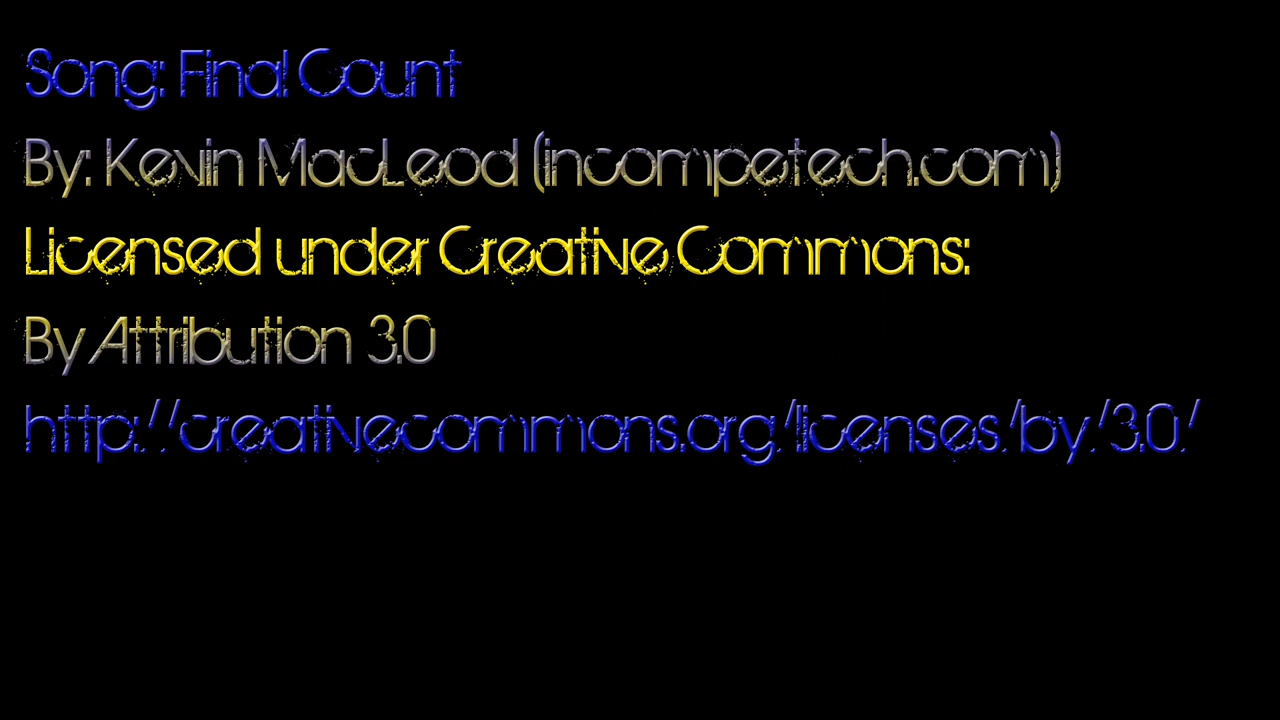 Song: Final Count
By: Kevin MacLeod (incompetech.com)
Licensed under Creative Commons:
By Attribution 3.0
http://creativecommons.org/licenses/by/3.0/